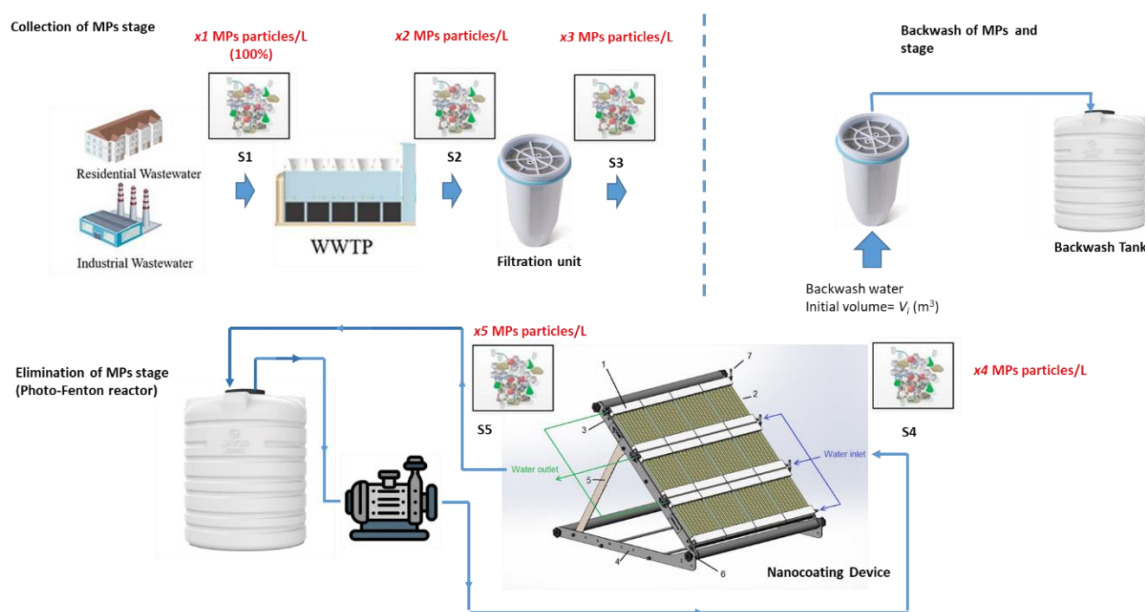 Collection of MPs stage
x1 MPs particles/L
(100%)
x2 MPs particles/L
x3 MPs particles/L
S1
S2
S3
Residential Wastewater
Industrial Wastewater
WWTP
Filtration unit
Backwash of MPs and
stage
Backwash Tank
Backwash water
Initial volume= Vi (m³)
Elimination of MPs stage
(Photo-Fenton reactor)
x5 MPs particles/L
S5
x4 MPs particles/L
S4
1
2
3
4
5
6
7
Water outlet
Water inlet
Nanocoating Device